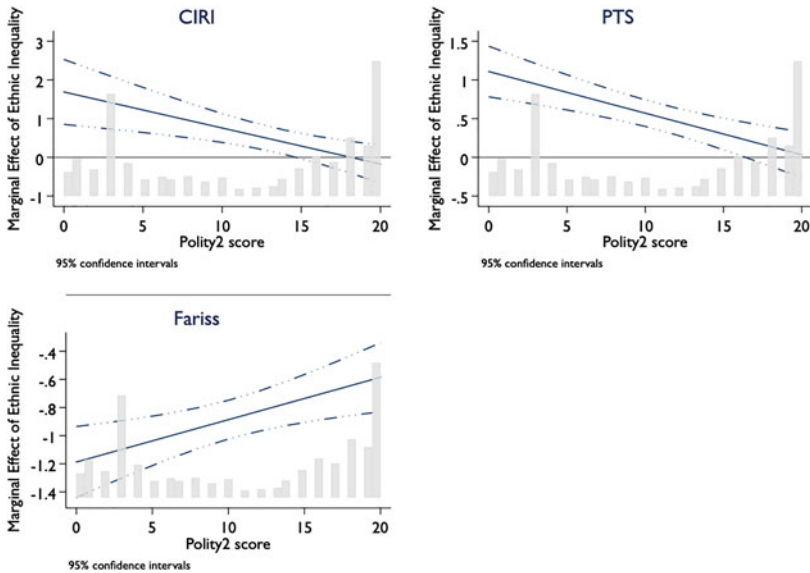 CIRI
Marginal Effect of Ethnic Inequality
3
2
1
0
-1
0 5 10 15 20
Polity2 score
95% confidence intervals
PTS
Marginal Effect of Ethnic Inequality
1.5
1
.5
0
-.5
0 5 10 15 20
Polity2 score
95% confidence intervals
Fariss
Marginal Effect of Ethnic Inequality
-.4
-.6
-.8
-1
-1.2
-1.4
0 5 10 15 20
Polity2 score
95% confidence intervals